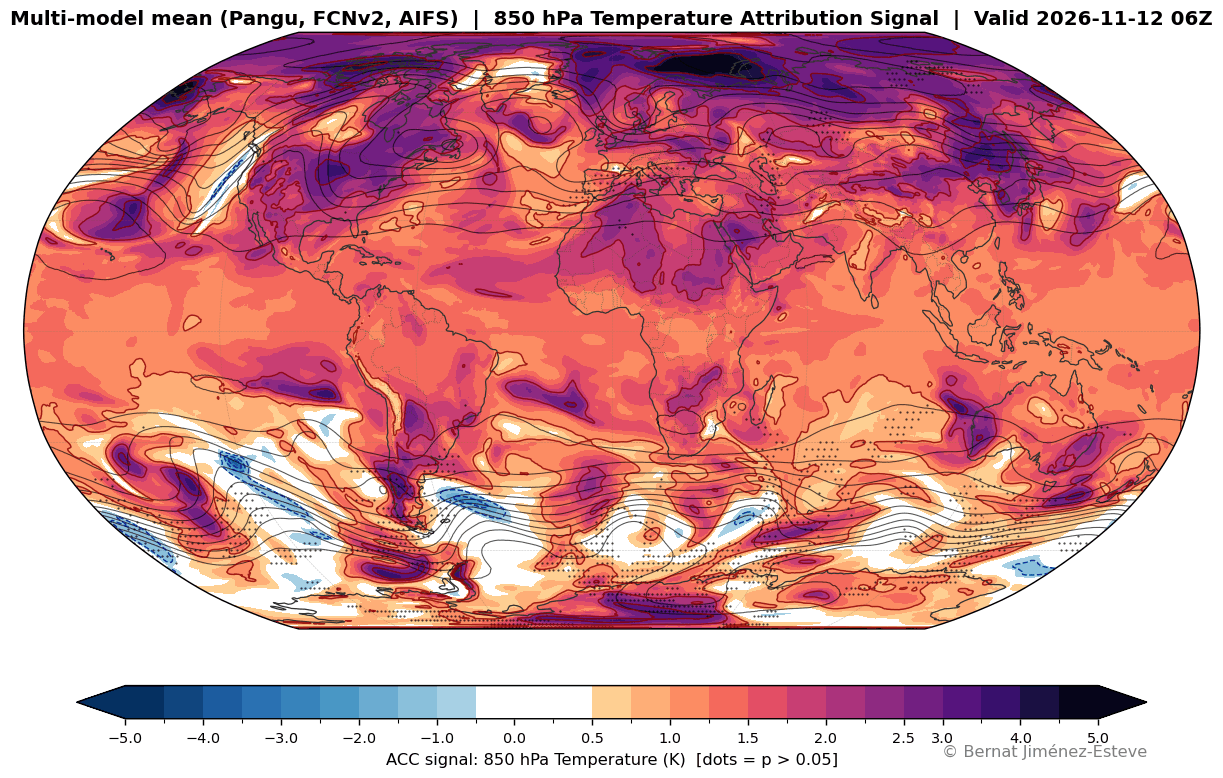 Multi-model mean (Pangu, FCNv2, AIFS)  |  850 hPa Temperature Attribution Signal  |  Valid 2026-11-12 06Z
−5.0 −4.0 −3.0 −2.0 −1.0 0.0 0.5 1.0 1.5 2.0 2.5 3.0 4.0 5.0
ACC signal: 850 hPa Temperature (K)  [dots = p > 0.05]
© Bernat Jiménez-Esteve